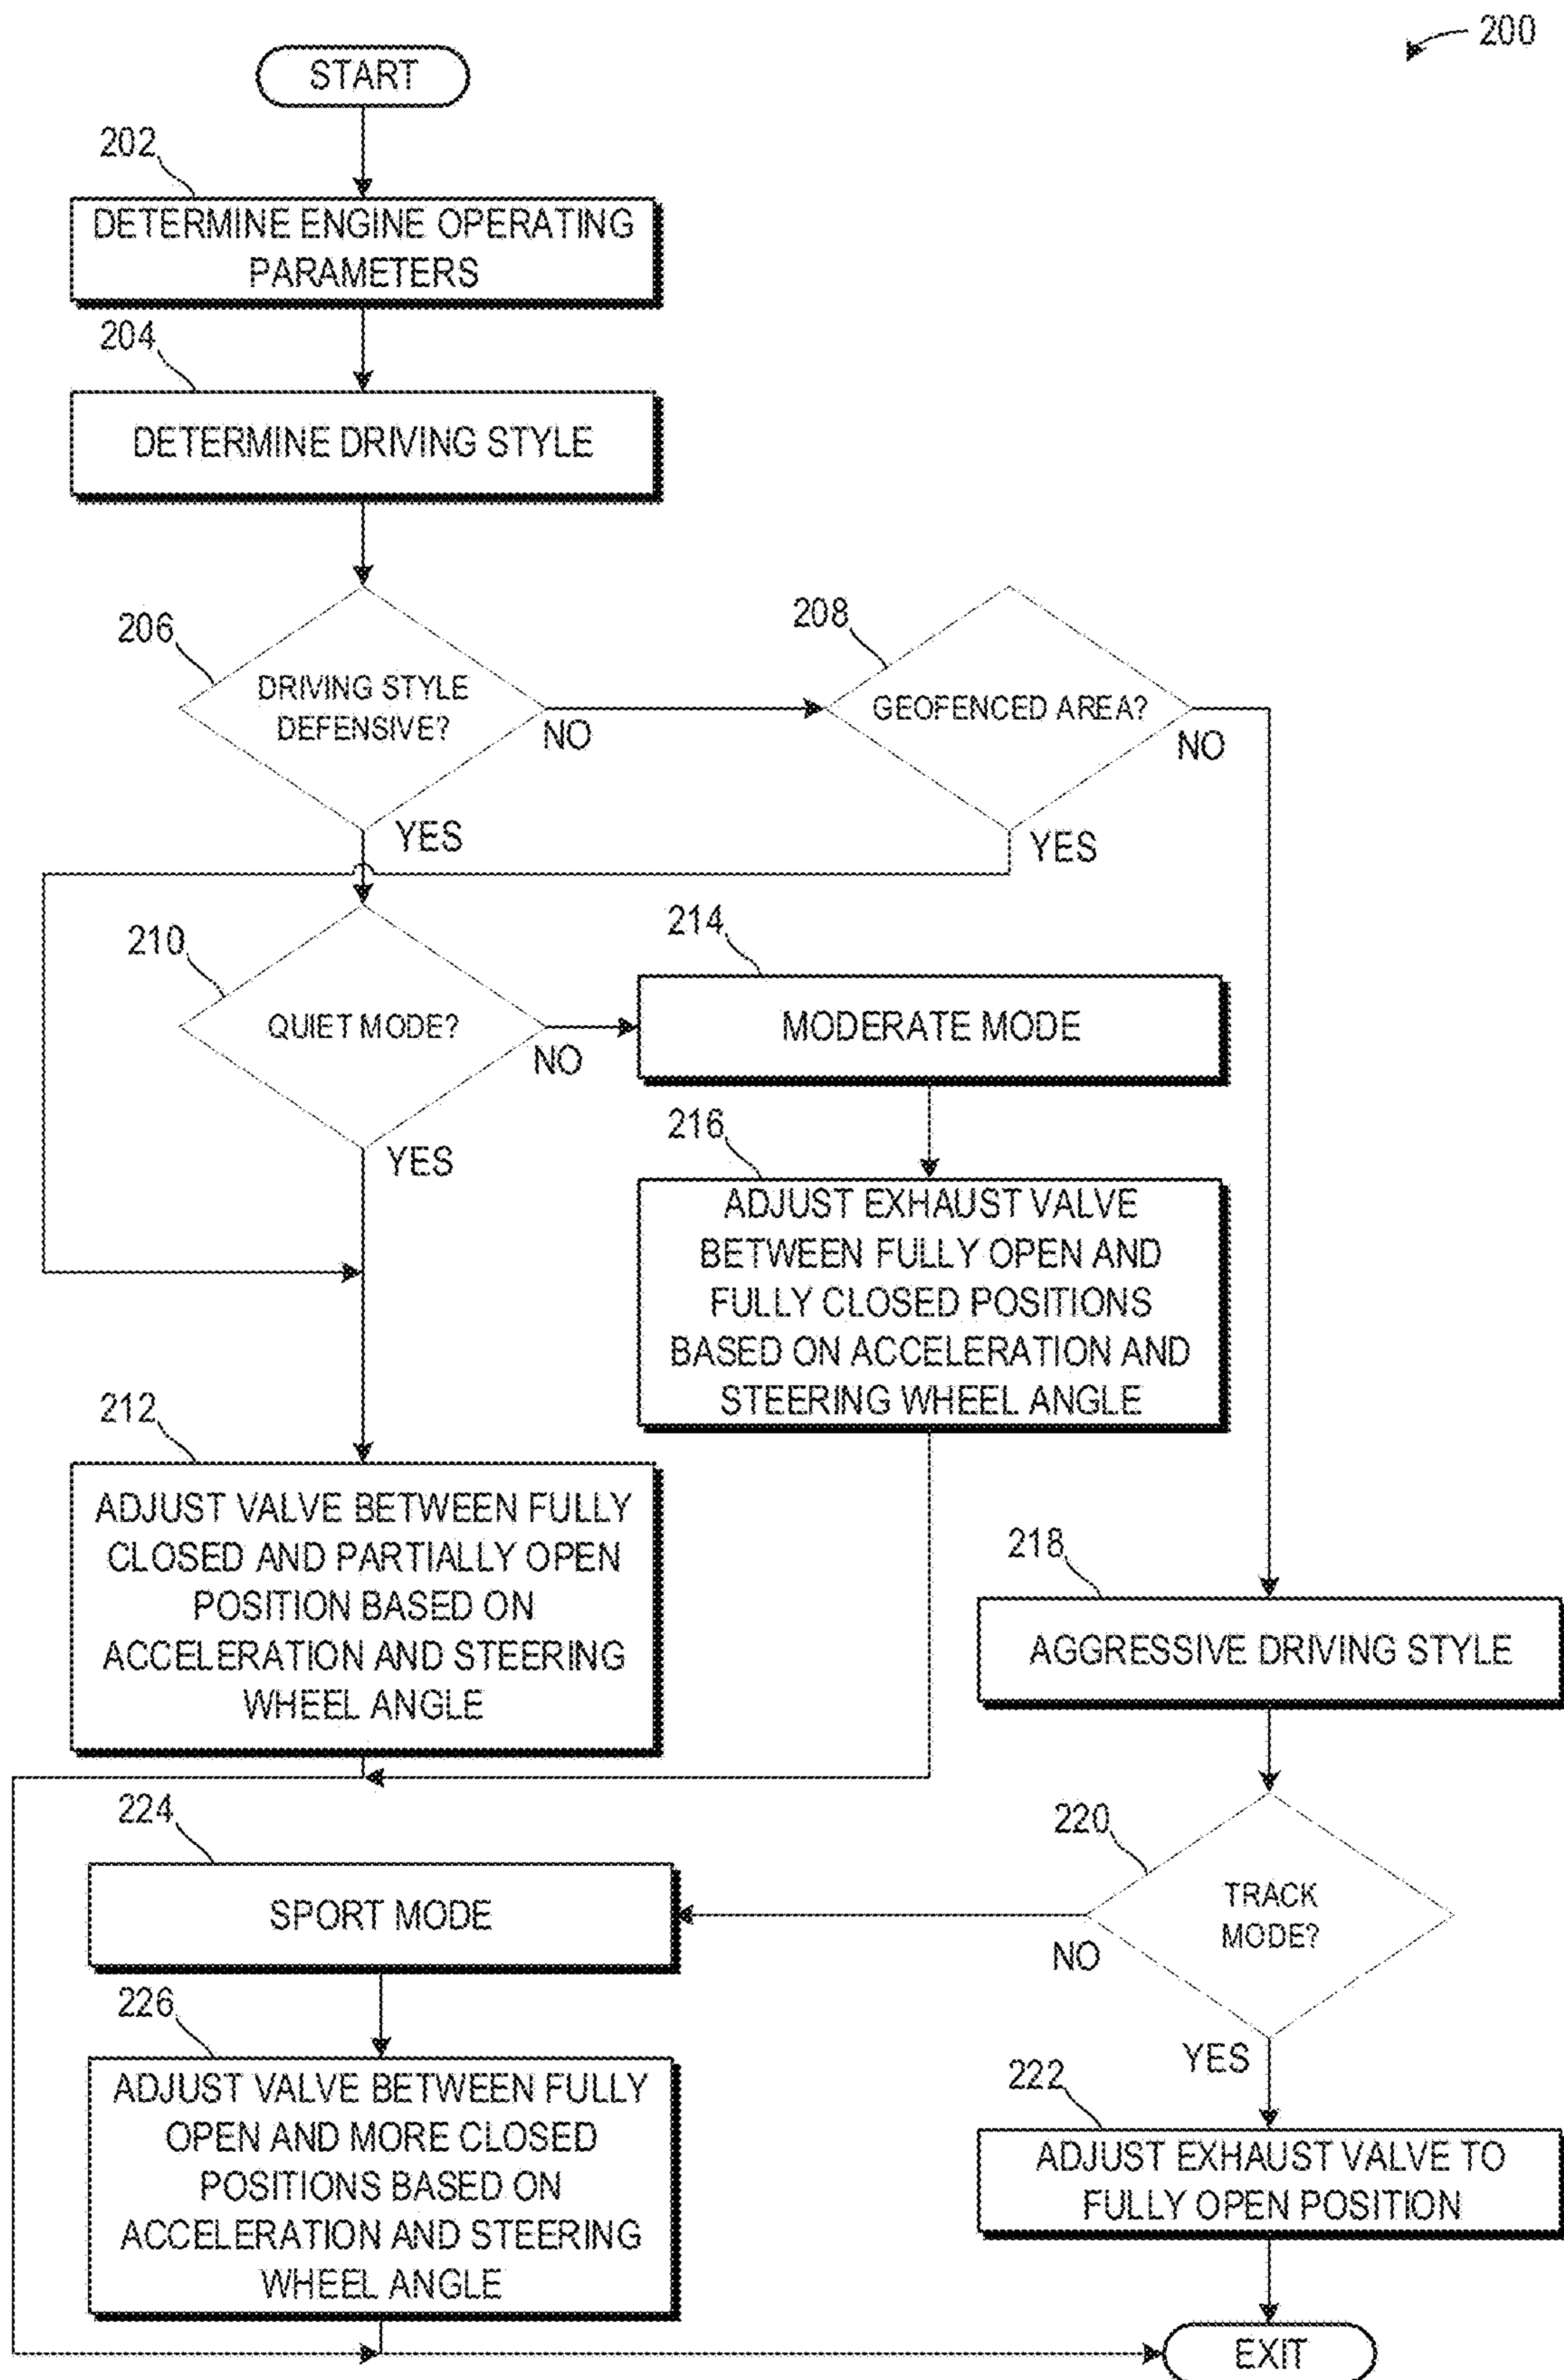 200
START
202
DETERMINE ENGINE OPERATING
PARAMETERS
204
DETERMINE DRIVING STYLE
206
DRIVING STYLE
DEFENSIVE?
NO
YES
208
GEOFENCED AREA?
NO
YES
210
QUIET MODE?
NO
YES
214
MODERATE MODE
216
ADJUST EXHAUST VALVE
BETWEEN FULLY OPEN AND
FULLY CLOSED POSITIONS
BASED ON ACCELERATION AND
STEERING WHEEL ANGLE
212
ADJUST VALVE BETWEEN FULLY
CLOSED AND PARTIALLY OPEN
POSITION BASED ON
ACCELERATION AND STEERING
WHEEL ANGLE
218
AGGRESSIVE DRIVING STYLE
220
TRACK
MODE?
NO
YES
224
SPORT MODE
226
ADJUST VALVE BETWEEN FULLY
OPEN AND MORE CLOSED
POSITIONS BASED ON
ACCELERATION AND STEERING
WHEEL ANGLE
222
ADJUST EXHAUST VALVE TO
FULLY OPEN POSITION
EXIT